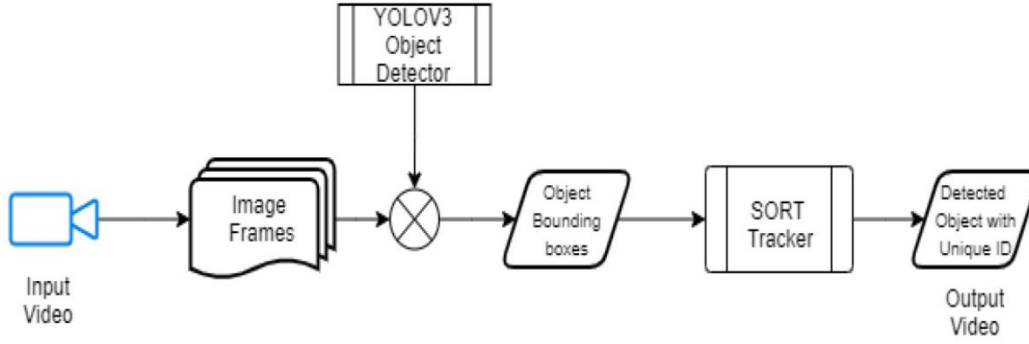 YOLOV3
Object
Detector
Image
Frames
Object
Bounding
boxes
SORT
Tracker
Detected
Object with
Unique ID
Input
Video
Output
Video